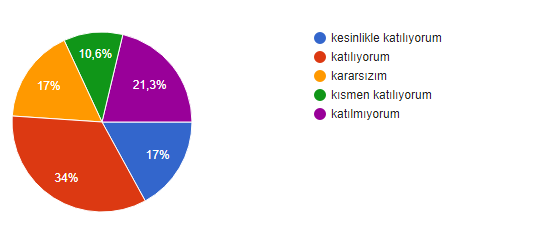 10,6%
21,3%
17%
17%
34%
kesinlikle katılıyorum
katılıyorum
kararsızım
kısmen katılıyorum
katılmıyorum